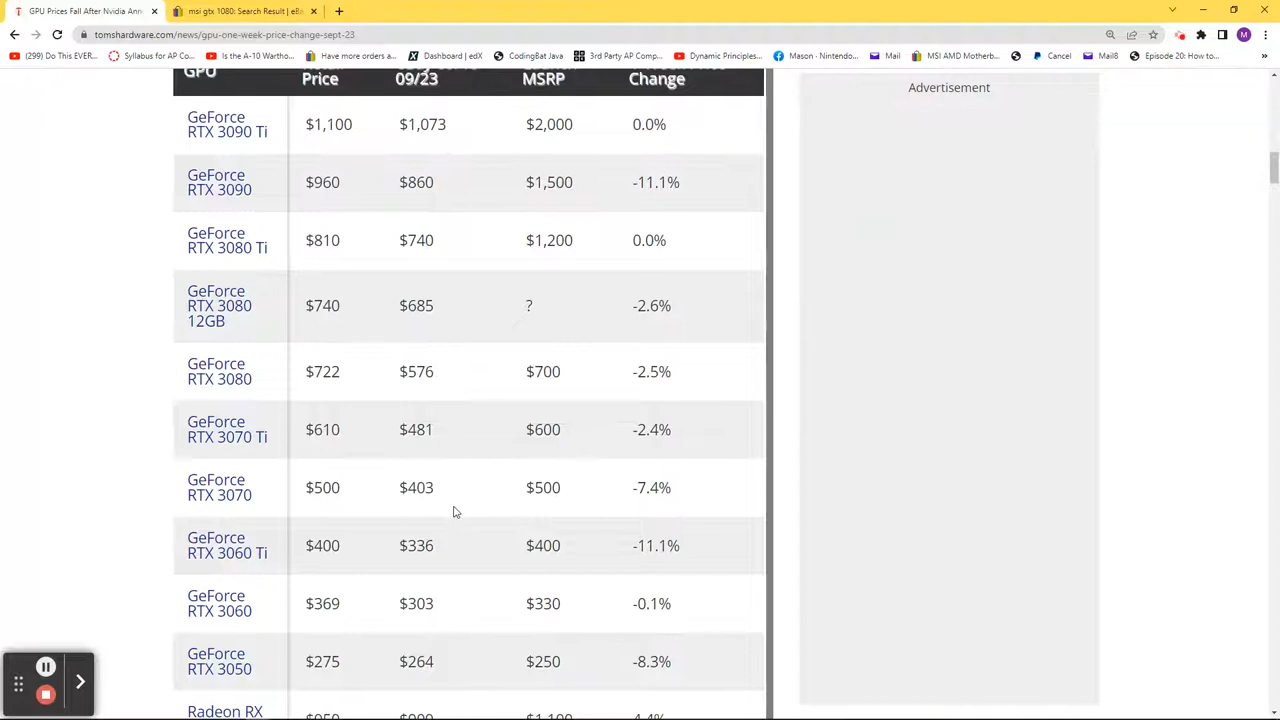 GPU Prices Fall After Nvidia Ann
msi gtx 1080: Search Result | eBa
tomshardware.com/news/gpu-one-week-price-change-sept-23
M
(299) Do This EVER...
Syllabus for AP Co...
Is the A-10 Wartho...
Have more orders a...
Dashboard | edX
CodingBat Java
3rd Party AP Comp...
Dynamic Principles...
Mason - Nintendo...
Mail
MSI AMD Motherb...
Cancel
Mail8
Episode 20: How to...
GPU
Price
09/23
MSRP
Change
Advertisement
GeForce
RTX 3090 Ti
$1,100
$1,073
$2,000
0.0%
GeForce
RTX 3090
$960
$860
$1,500
-11.1%
GeForce
RTX 3080 Ti
$810
$740
$1,200
0.0%
GeForce
RTX 3080
12GB
$740
$685
?
-2.6%
GeForce
RTX 3080
$722
$576
$700
-2.5%
GeForce
RTX 3070 Ti
$610
$481
$600
-2.4%
GeForce
RTX 3070
$500
$403
$500
-7.4%
GeForce
RTX 3060 Ti
$400
$336
$400
-11.1%
GeForce
RTX 3060
$369
$303
$330
-0.1%
GeForce
RTX 3050
$275
$264
$250
-8.3%
Radeon RX